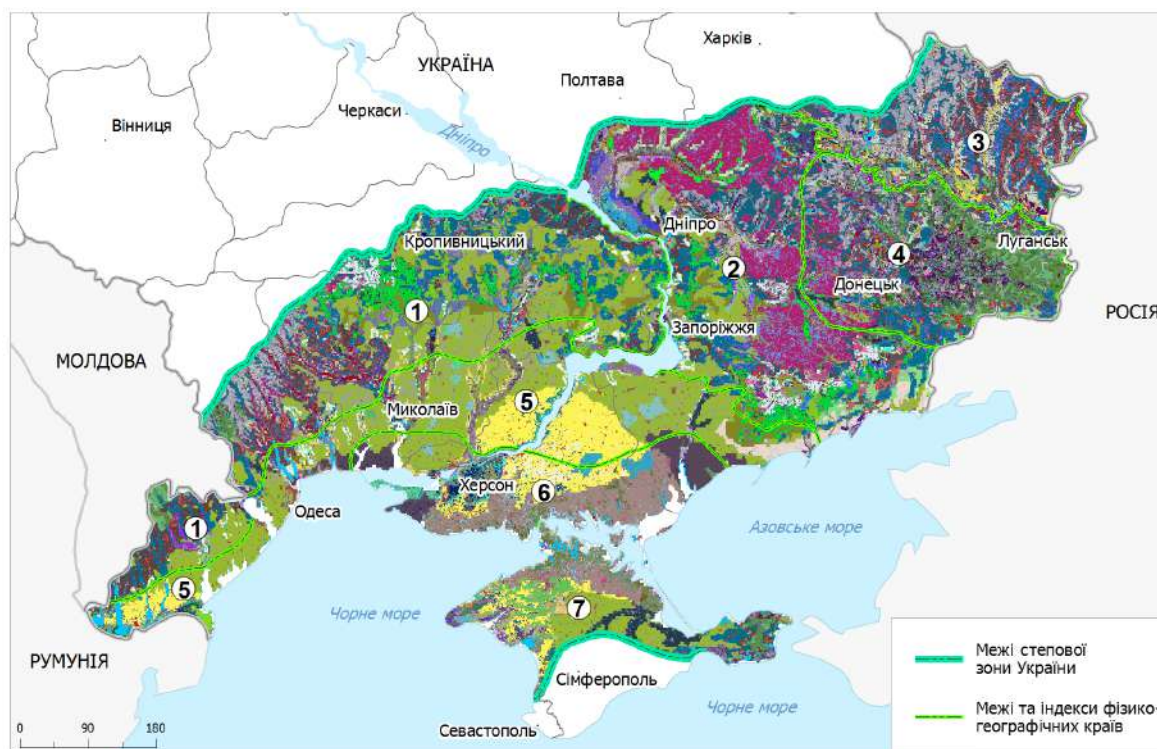 Харків
УКРАЇНА
Полтава
Черкаси
Вінниця
Дніпро
3
Дніпро
Луганськ
Кропивницький
4
2
Донецьк
1
Запоріжжя
РОСІЯ
МОЛДОВА
5
Миколаїв
Херсон
6
Одеса
1
Азовське море
5
Чорне море
7
РУМУНІЯ
Межі степової
зони України
Сімферополь
Межі та індекси фізико-
географічних країв
Чорне море
Севастополь
0 90 180